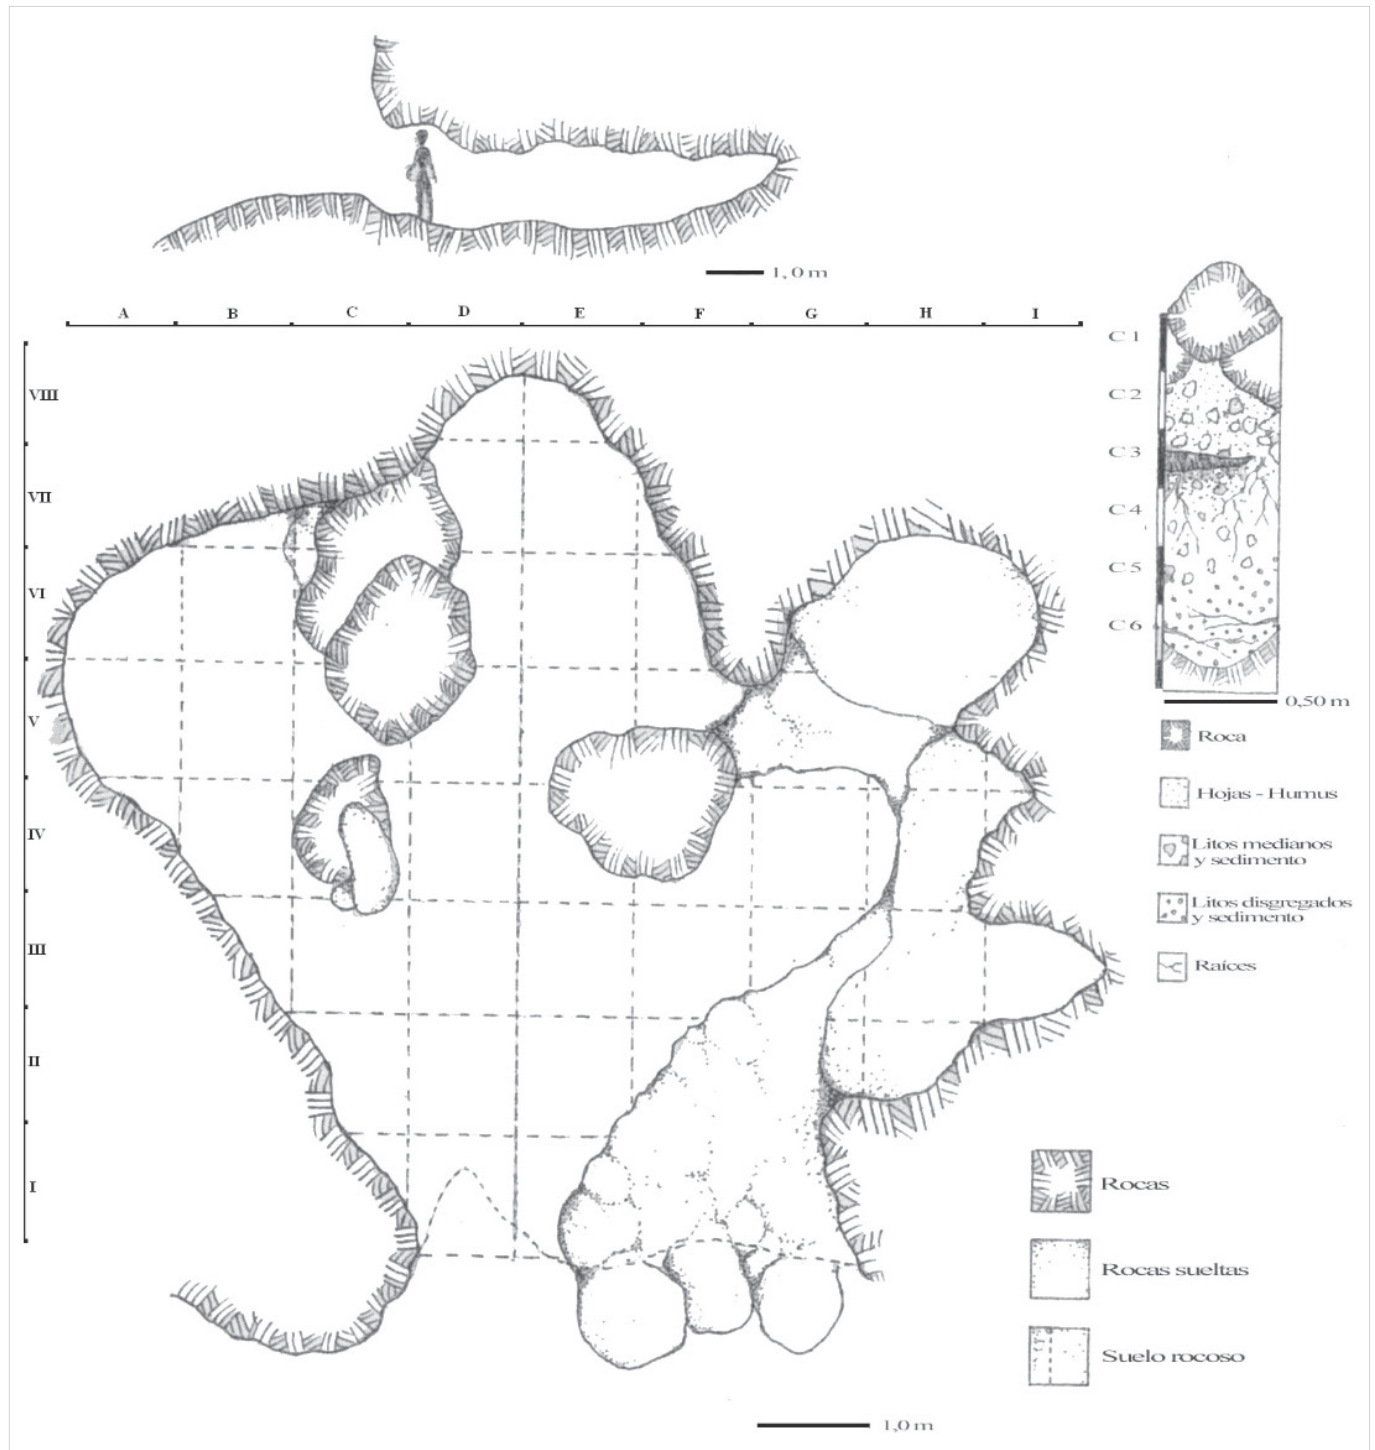 1,0 m
A B C D E F G H I
VIII
VII
VI
V
IV
III
II
I
C 1
C 2
C 3
C 4
C 5
C 6
0,50 m
Roca
Hojas - Humus
Litos medianos
y sedimento
Litos disgregados
y sedimento
Raíces
Rocas
Rocas sueltas
Suelo rocoso
1,0 m